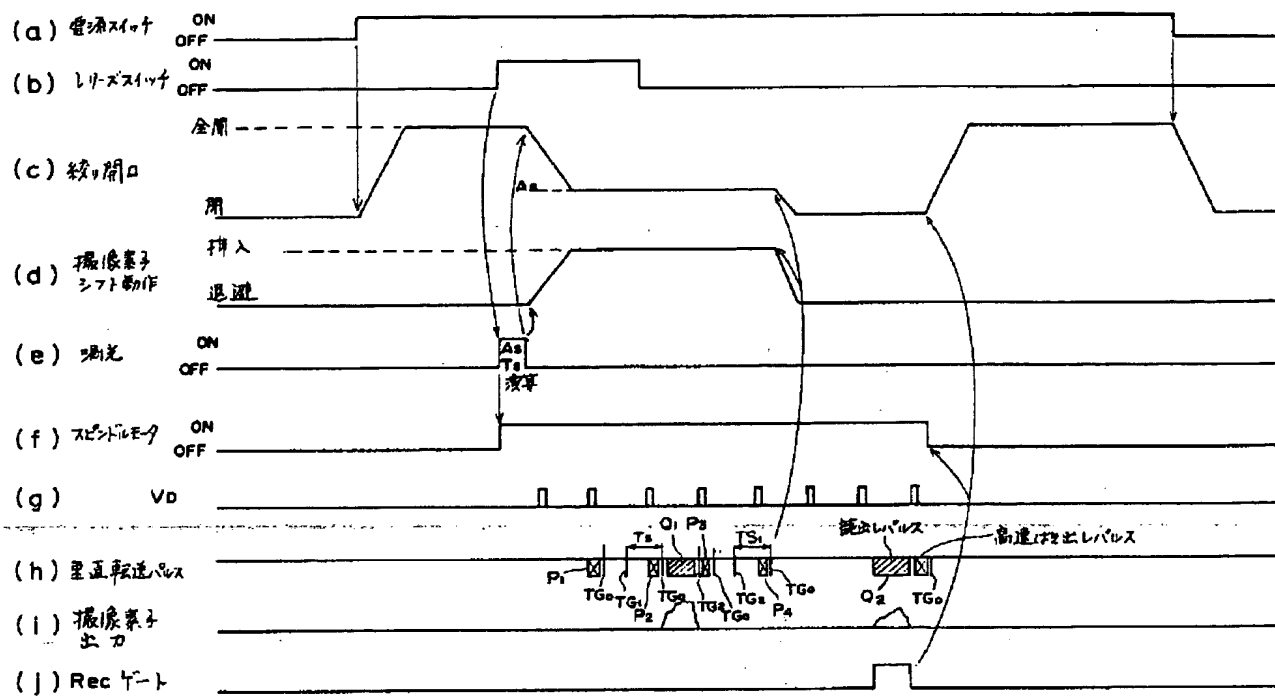 (a) 電源スイッチ ON
OFF
(b) レリーズスイッチ ON
OFF
全開
(c) 絞り開口
As
閉
挿入
(d) 撮像素子
シフト動作
退避
(e) 測光 ON
OFF
As
Ts
演算
(f) スピンドルモータ ON
OFF
(g) VD
(h) 垂直転送パルス
P1 TG0 TG1 Ts P2 TG0 Q1 P3 TG2 TG0 TS1 TG2 P4 TG0
読出しパルス
高速はき出しパルス
Q2 TG0
(i) 撮像素子
出力
(j) Rec ゲート